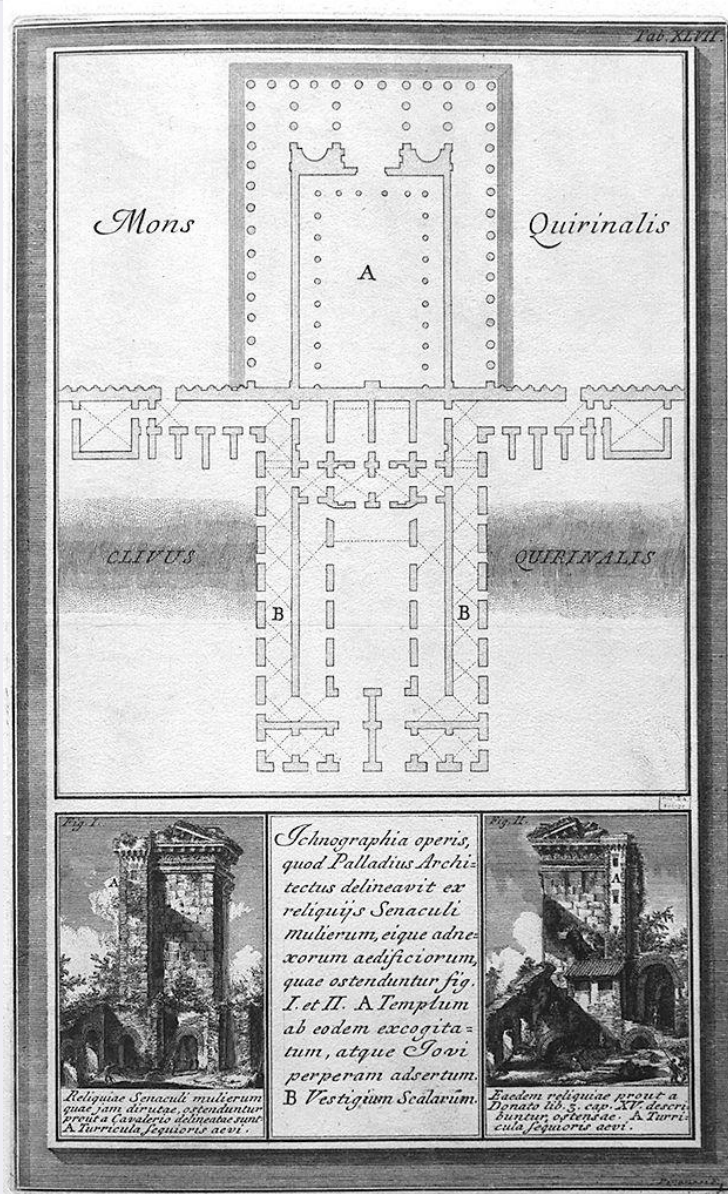 Tab. XLVII.
Mons Quirinalis
A
CLIVUS QUIRINALIS
B B
Fig. I.
A
Reliquiae Senaculi mulierum
quae jam dirutae, ostenduntur
prout a Cavalerio delineatae sunt
A Turricula sequioris aevi.
Ichnographia operis,
quod Palladius Archi=
tectus delineavit ex
reliquijs Senaculi
mulierum, eique adne=
xorum aedificiorum,
quae ostenduntur fig.
I. et II. A Templum
ab eodem excogita=
tum, atque Jovi
perperam adsertum.
B Vestigium Scalarum.
Fig. II.
A
Eaedem reliquiae prout a
Donato lib. 3. cap. XV. descri
buntur, ostensae. A Turri=
cula sequioris aevi.